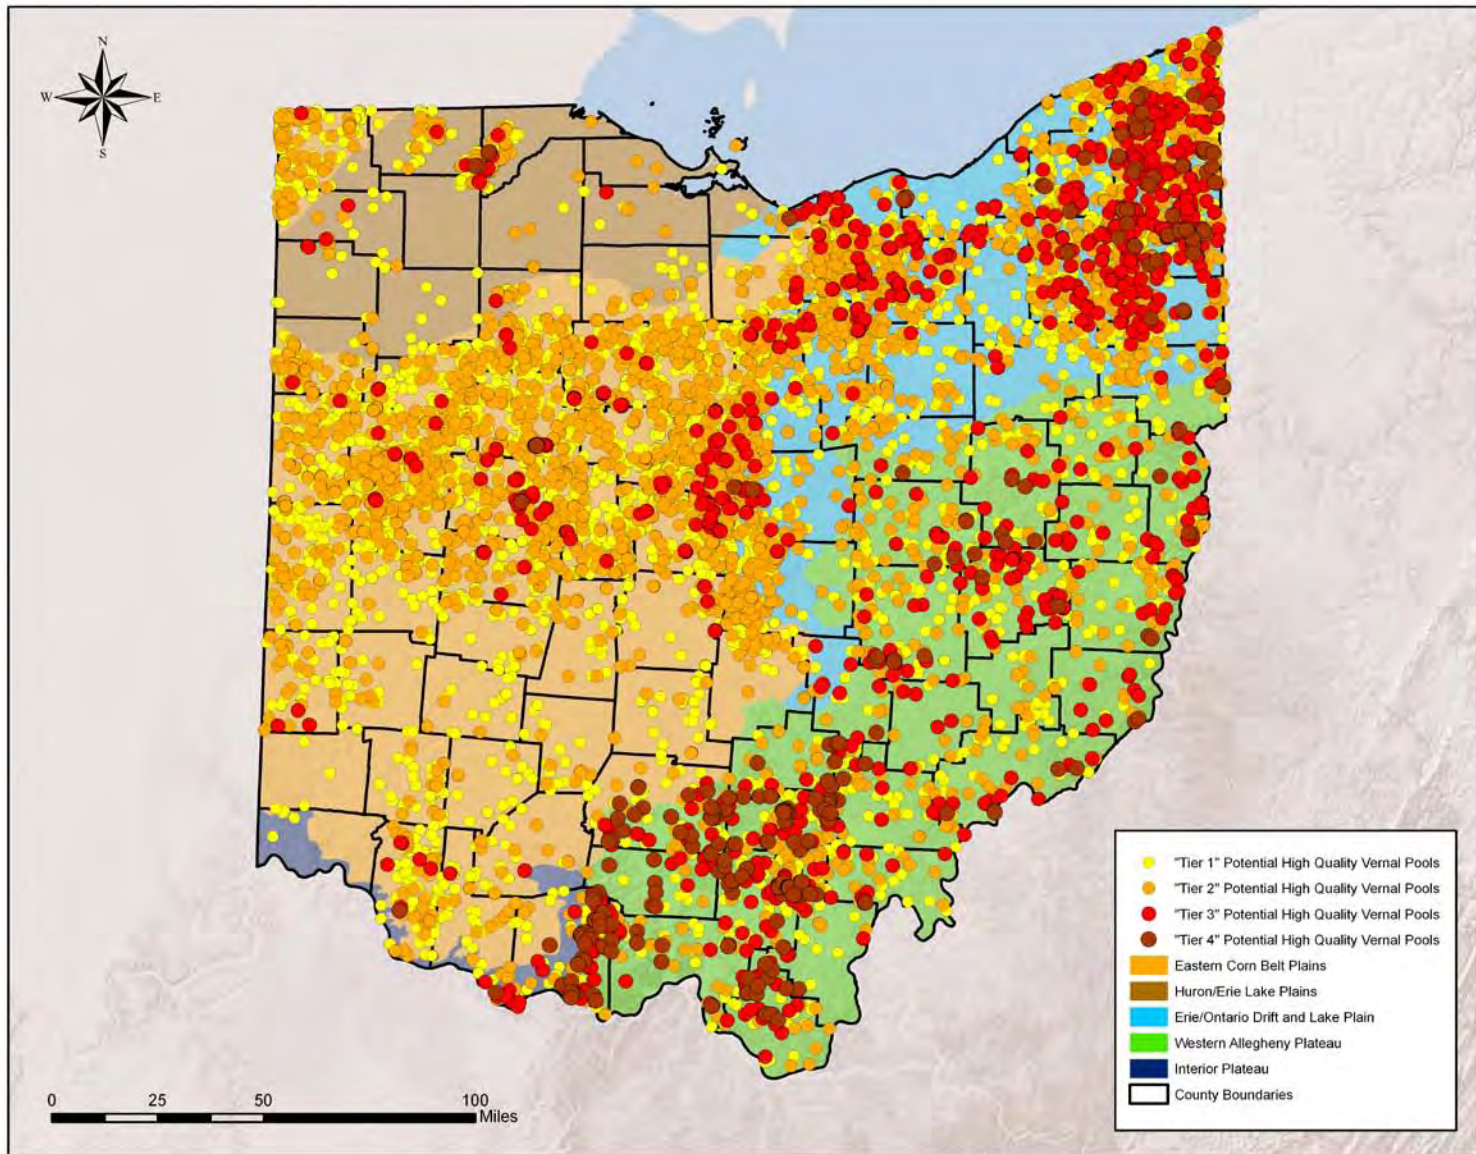 N
W E
S
"Tier 1" Potential High Quality Vernal Pools
"Tier 2" Potential High Quality Vernal Pools
"Tier 3" Potential High Quality Vernal Pools
"Tier 4" Potential High Quality Vernal Pools
Eastern Corn Belt Plains
Huron/Erie Lake Plains
Erie/Ontario Drift and Lake Plain
Western Allegheny Plateau
Interior Plateau
County Boundaries
0 25 50 100
Miles